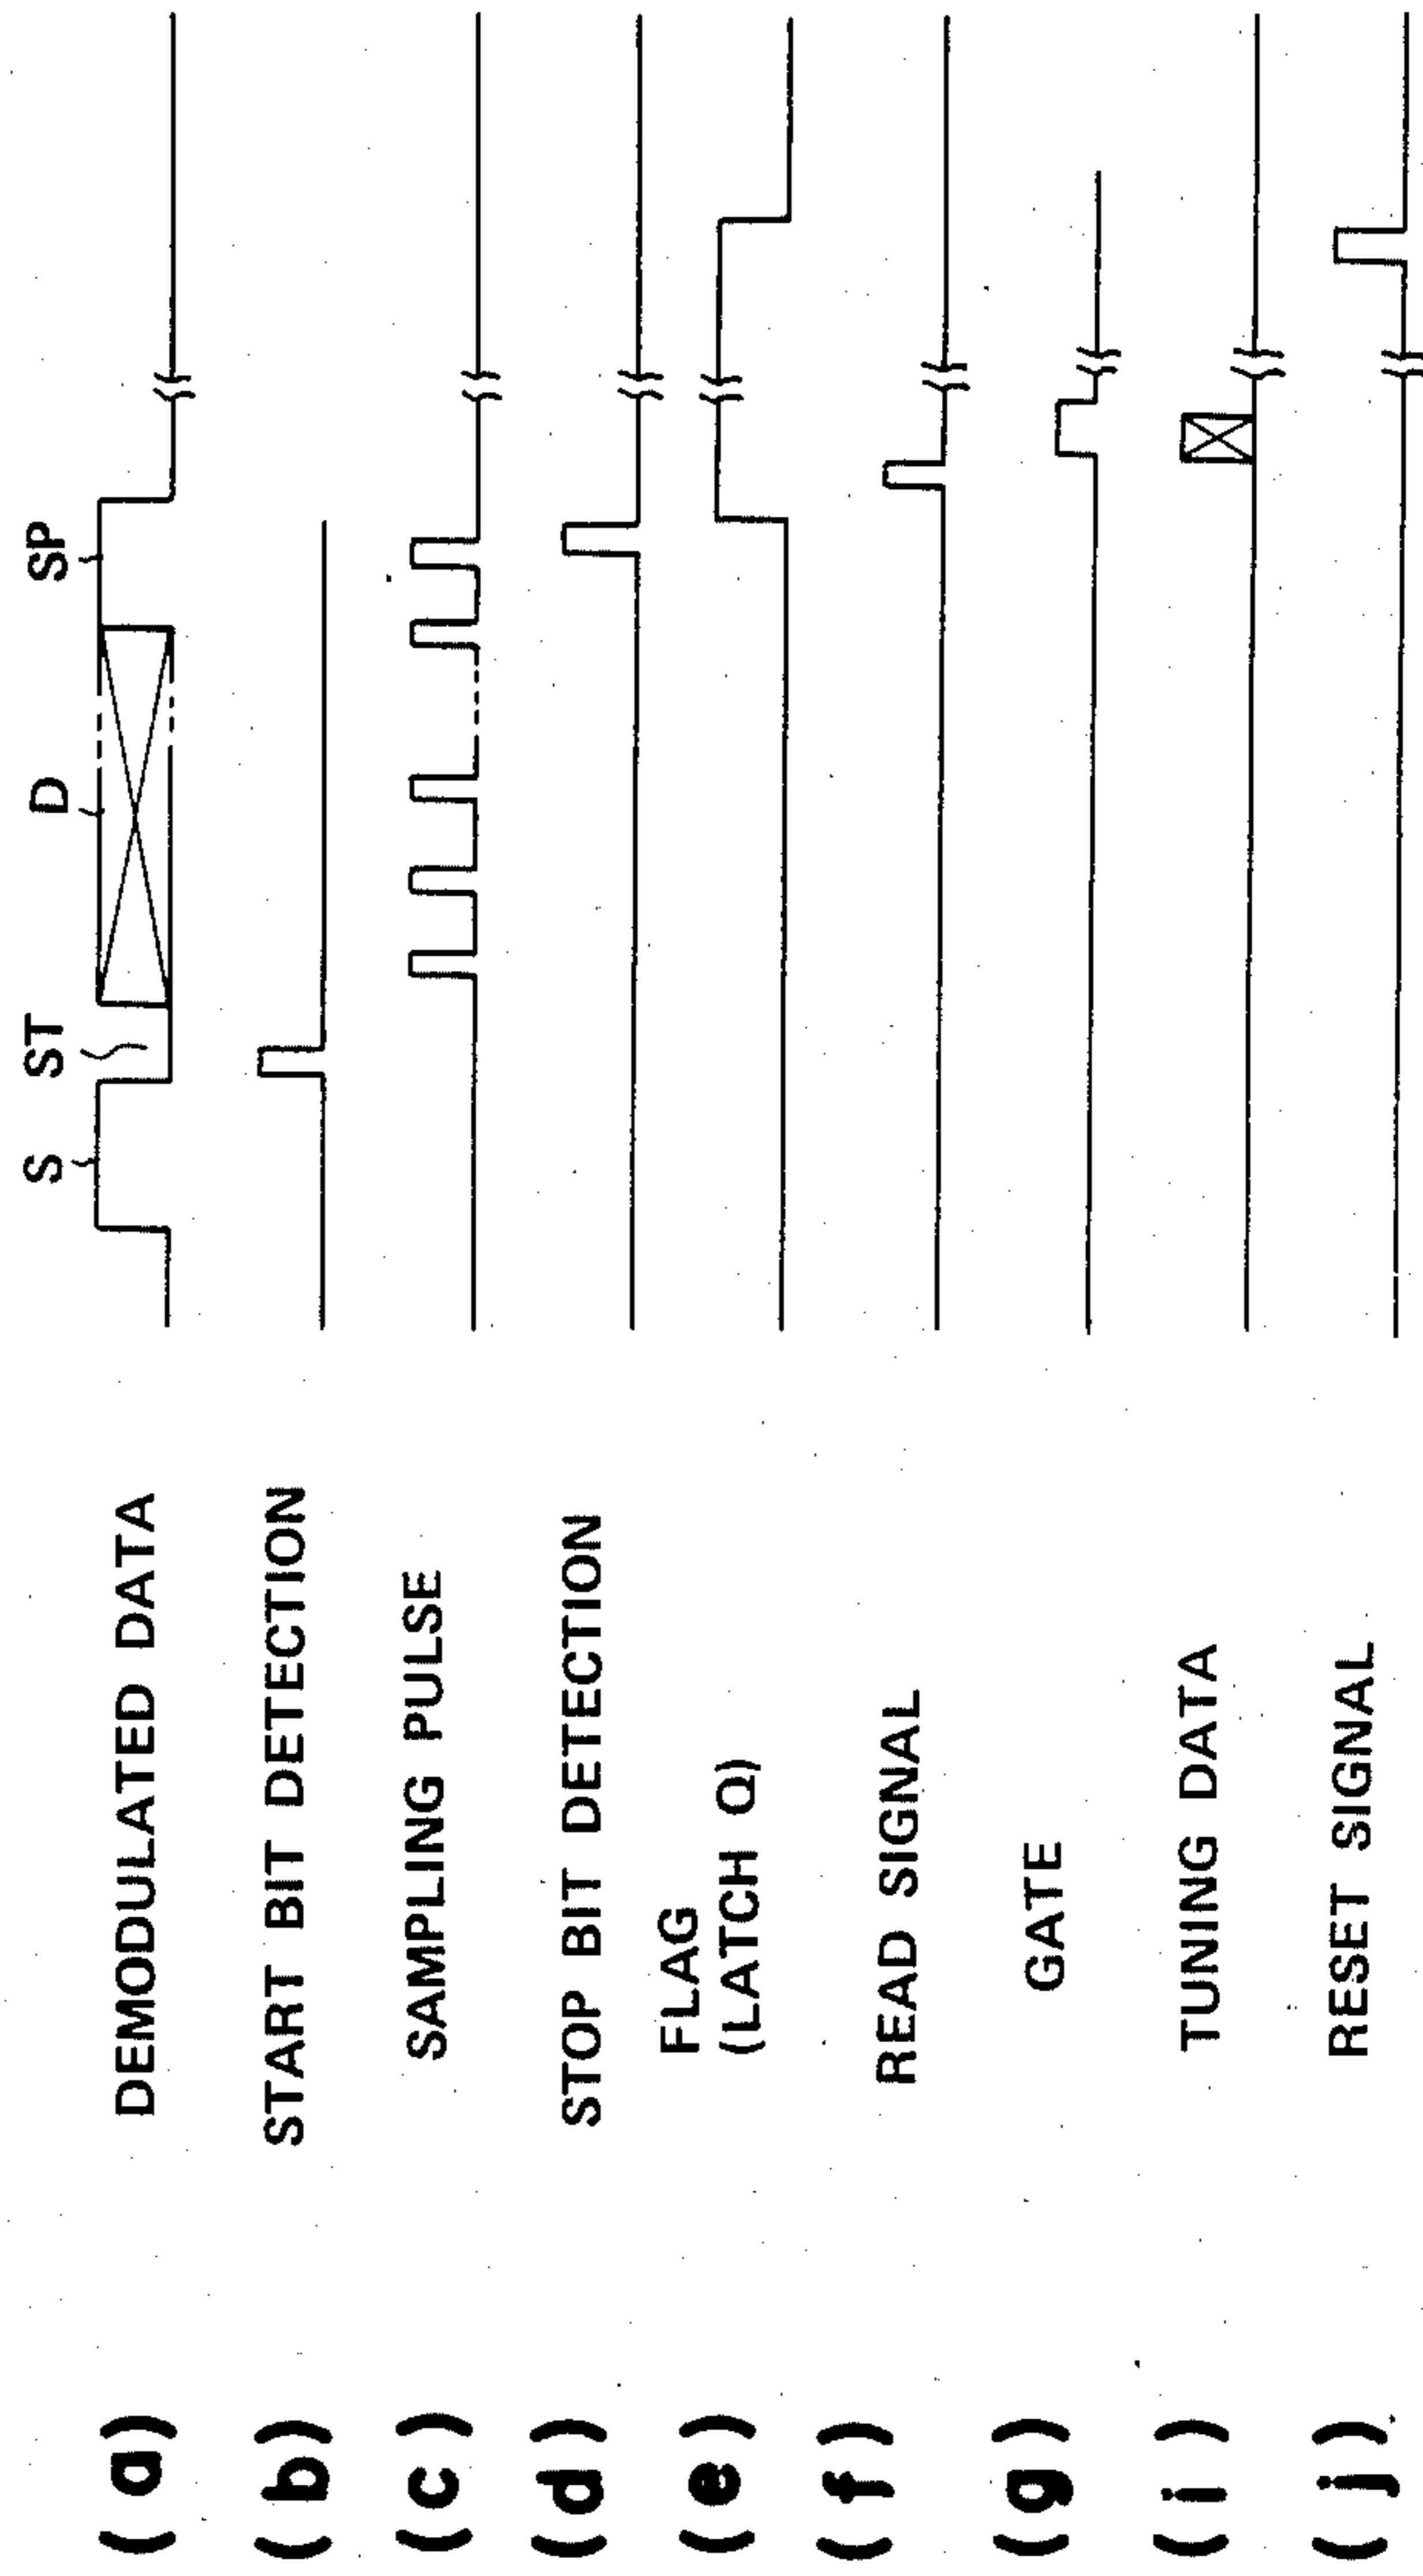 S ST D SP
(a) DEMODULATED DATA
(b) START BIT DETECTION
(c) SAMPLING PULSE
(d) STOP BIT DETECTION
(e) FLAG
(LATCH Q)
(f) READ SIGNAL
(g) GATE
(i) TUNING DATA
(j) RESET SIGNAL